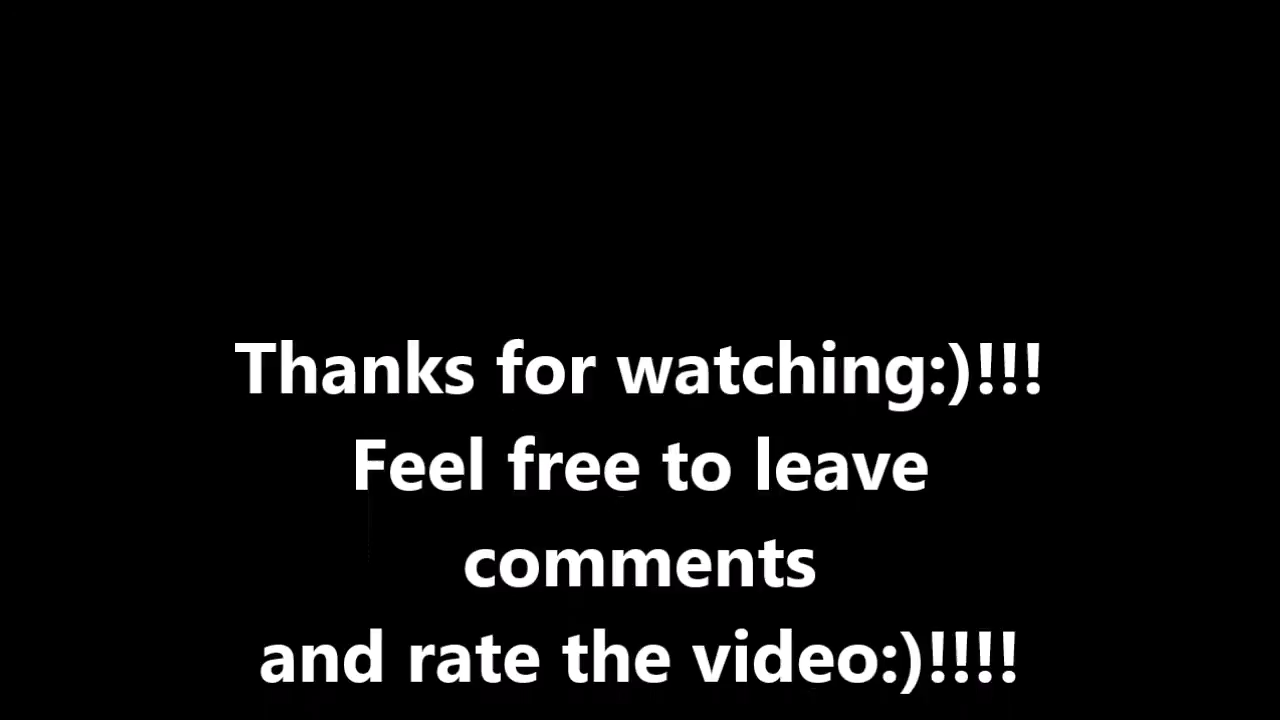 Thanks for watching:)!!!
Feel free to leave
comments
and rate the video:)!!!!